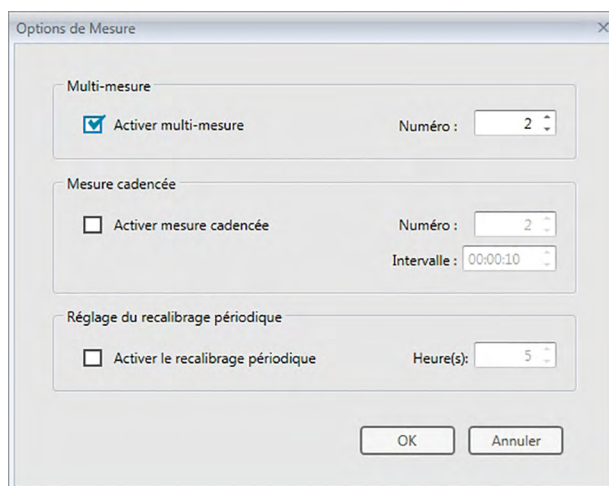 Options de Mesure
Multi-mesure
Activer multi-mesure Numéro : 2
Mesure cadencée
Activer mesure cadencée Numéro : 2
Intervalle : 00:00:10
Réglage du recalibrage périodique
Activer le recalibrage périodique Heure(s): 5
OK Annuler